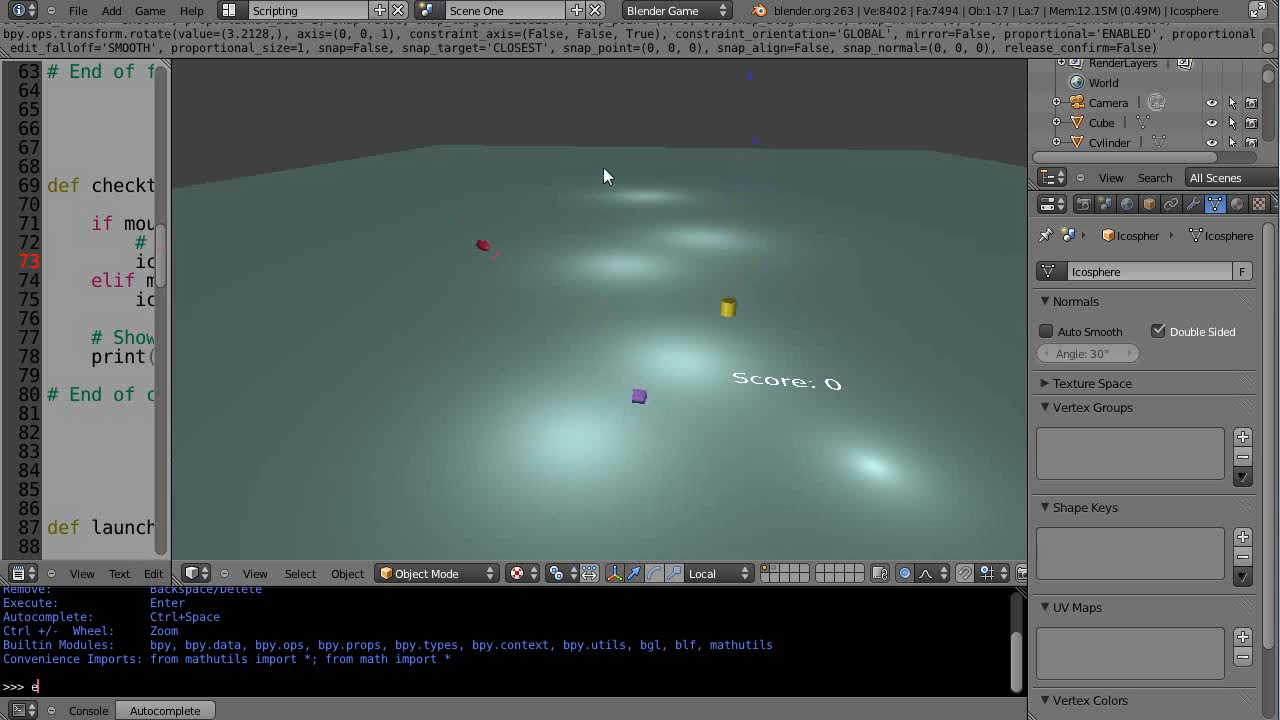 File Add Game Help Scripting Scene One Blender Game blender.org 263 | Ve:8402 | Fa:7494 | Ob:1-17 | La:7 | Mem:12.15M (0.49M) | Icosphere
bpy.ops.transform.rotate(value=(3.2128,), axis=(0, 0, 1), constraint_axis=(False, False, True), constraint_orientation='GLOBAL', mirror=False, proportional='ENABLED', proportional
_edit_falloff='SMOOTH', proportional_size=1, snap=False, snap_target='CLOSEST', snap_point=(0, 0, 0), snap_align=False, snap_normal=(0, 0, 0), release_confirm=False)
63 # End of f
64
65
66
67
68
69 def checkt
70
71 if mou
72 #
73 ic
74 elif m
75 ic
76
77 # Show
78 print(
79
80 # End of c
81
82
83
84
85
86
87 def launch
88
View Text Edit
Score: 0
View Select Object Object Mode Local
RenderLayers
World
Camera
Cube
Cylinder
View Search All Scenes
Icospher Icosphere
Icosphere F
Normals
Auto Smooth Double Sided
Angle: 30°
Texture Space
Vertex Groups
Shape Keys
UV Maps
Vertex Colors
Remove: Backspace/Delete
Execute: Enter
Autocomplete: Ctrl+Space
Ctrl +/- Wheel: Zoom
Builtin Modules: bpy, bpy.data, bpy.ops, bpy.props, bpy.types, bpy.context, bpy.utils, bgl, blf, mathutils
Convenience Imports: from mathutils import *; from math import *
>>> e
Console Autocomplete